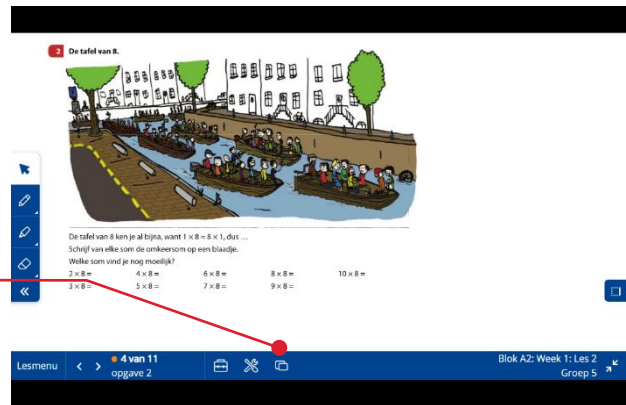 2 De tafel van 8.
De tafel van 8 ken je al bijna, want 1 × 8 = 8 × 1, dus ...
Schrijf van elke som de omkeersom op een blaadje.
Welke som vind je nog moeilijk?
2 × 8 = 4 × 8 = 6 × 8 = 8 × 8 = 10 × 8 =
3 × 8 = 5 × 8 = 7 × 8 = 9 × 8 =
Lesmenu
4 van 11
opgave 2
Blok A2: Week 1: Les 2
Groep 5